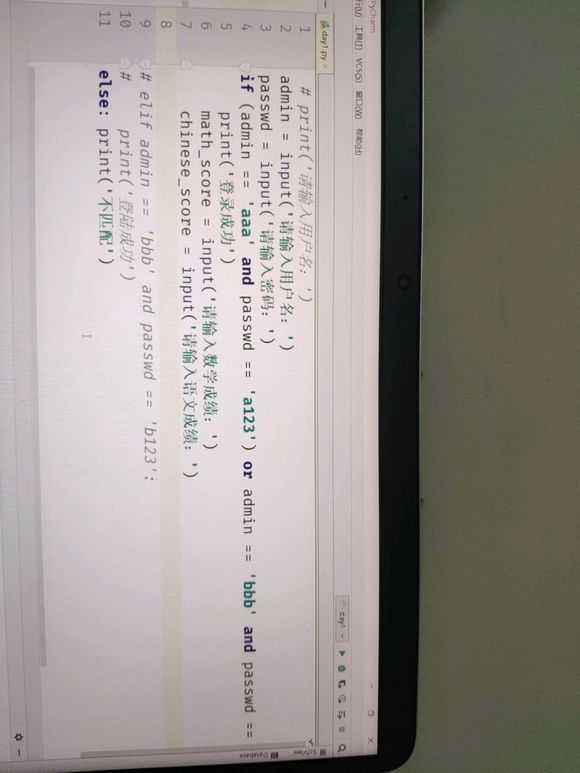 PyCharm
行(U) 工具(T) VCS(S) 窗口(W) 帮助(H)
day1
day1.py
1 # print('请输入用户名: ')
2 admin = input('请输入用户名: ')
3 passwd = input('请输入密码: ')
4 if (admin == 'aaa' and passwd == 'a123') or admin == 'bbb' and passwd ==
5 print('登录成功')
6 math_score = input('请输入数学成绩: ')
7 chinese_score = input('请输入语文成绩: ')
8
9 # elif admin == 'bbb' and passwd == 'b123':
10 # print('登陆成功')
11 else: print('不匹配')
SciView
Database